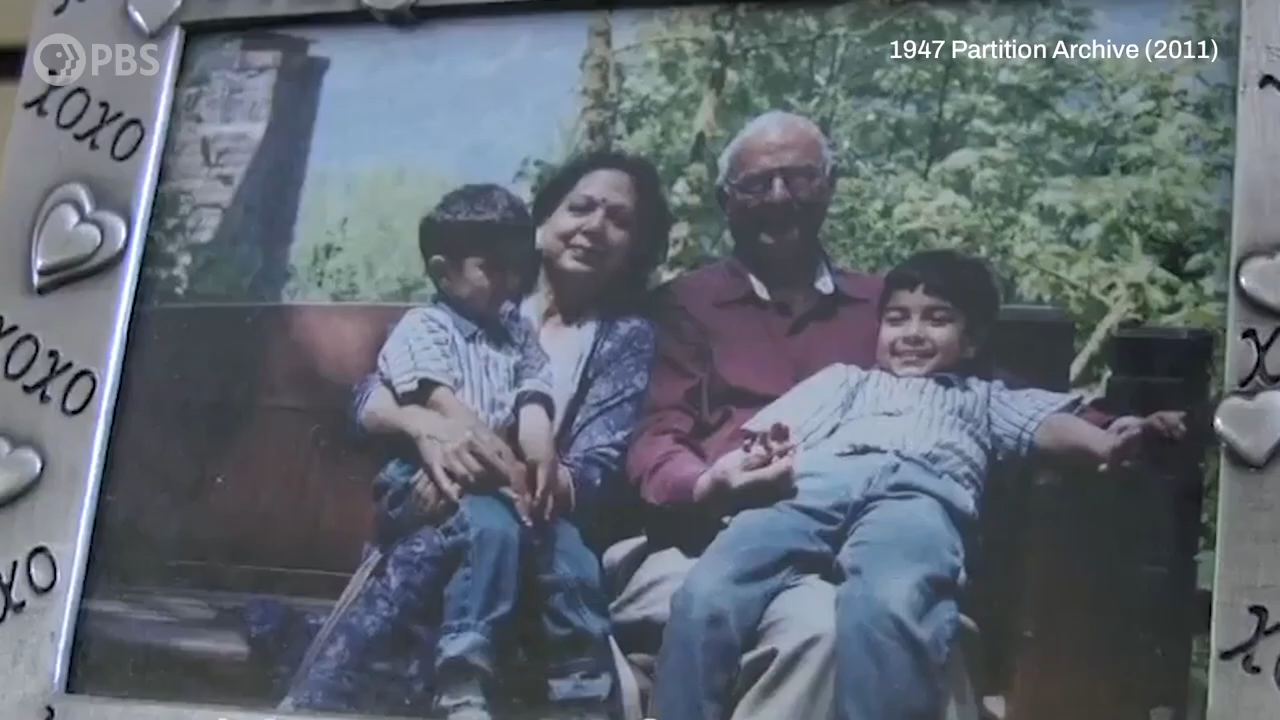 PBS
1947 Partition Archive (2011)
XOXO
XOXO
XO
X
X